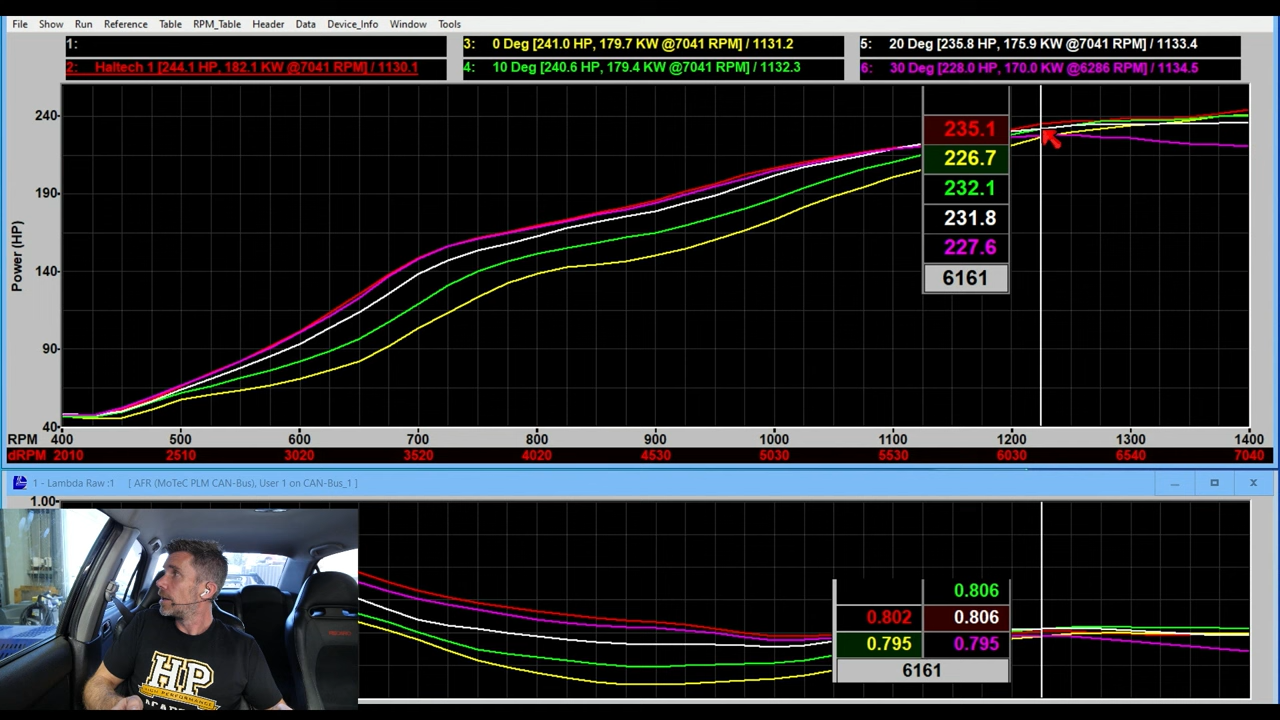 File Show Run Reference Table RPM_Table Header Data Device_Info Window Tools
1:
2: Haltech 1 [244.1 HP, 182.1 KW @7041 RPM] / 1130.1
3: 0 Deg [241.0 HP, 179.7 KW @7041 RPM] / 1131.2
4: 10 Deg [240.6 HP, 179.4 KW @7041 RPM] / 1132.3
5: 20 Deg [235.8 HP, 175.9 KW @7041 RPM] / 1133.4
6: 30 Deg [228.0 HP, 170.0 KW @6286 RPM] / 1134.5
Power (HP)
240
190
140
90
40
235.1
226.7
232.1
231.8
227.6
6161
RPM 400 500 600 700 800 900 1000 1100 1200 1300 1400
dRPM 2010 2510 3020 3520 4020 4530 5030 5530 6030 6540 7040
1 - Lambda Raw :1 [ AFR (MoTeC PLM CAN-Bus), User 1 on CAN-Bus_1 ]
1.00
0.806
0.802 0.806
0.795 0.795
6161
HP